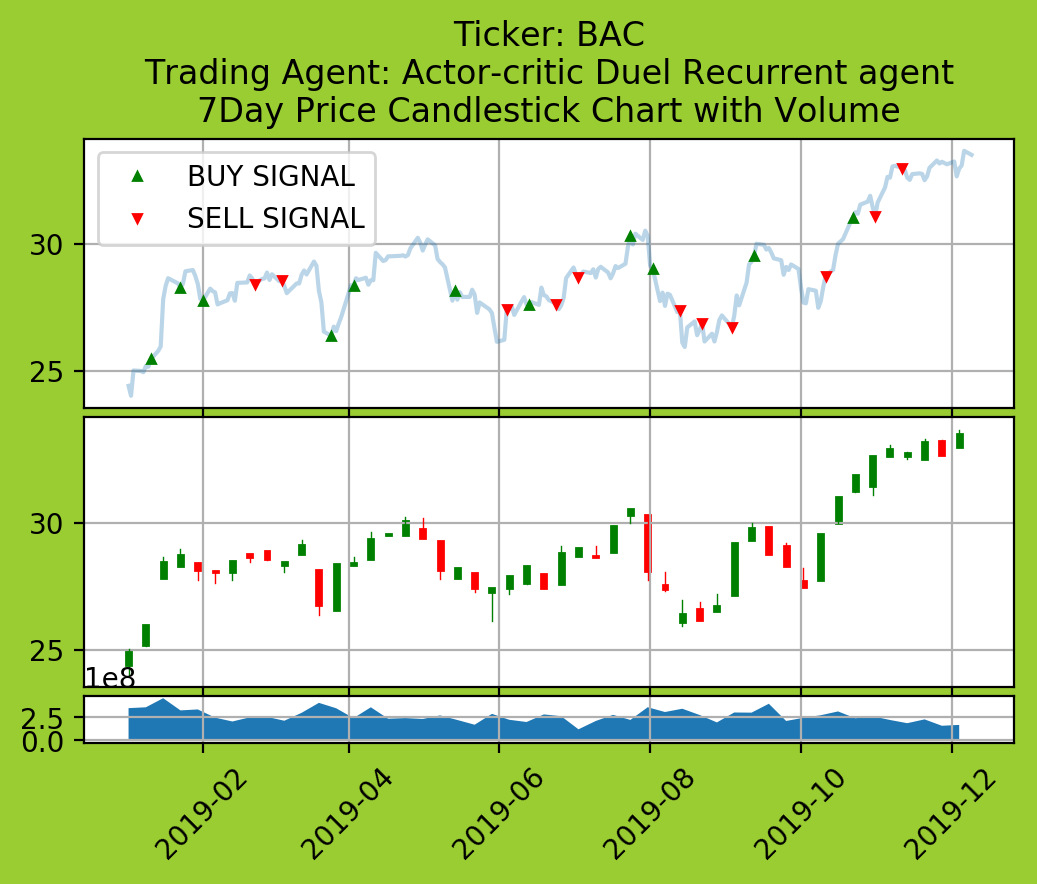 Ticker: BAC
Trading Agent: Actor-critic Duel Recurrent agent
7Day Price Candlestick Chart with Volume
BUY SIGNAL
SELL SIGNAL
30
25
30
25
1e8
2.5
0.0
2019-02
2019-04
2019-06
2019-08
2019-10
2019-12